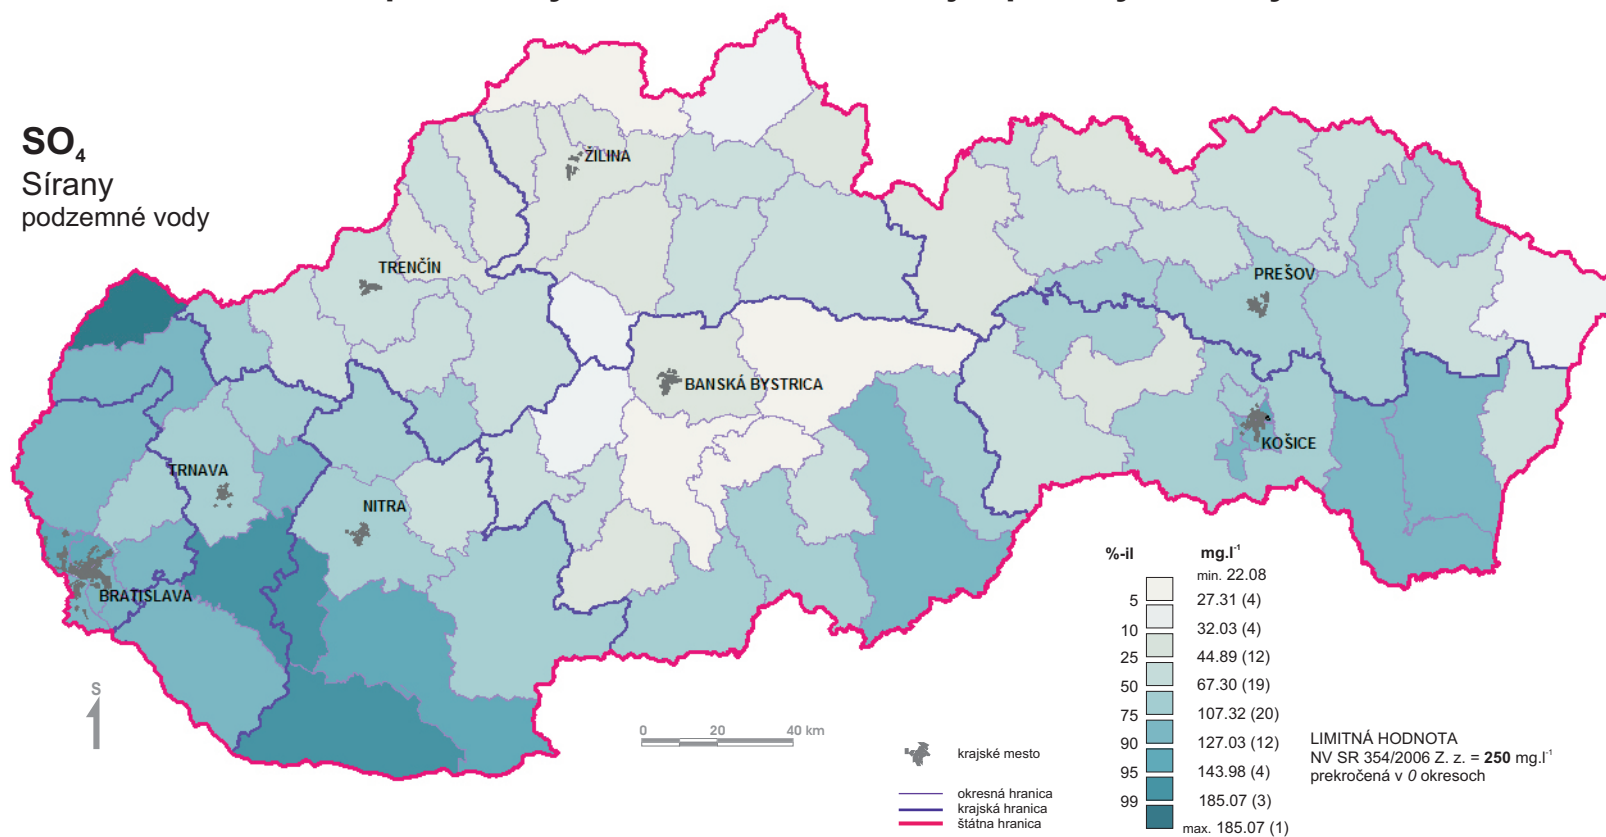 SO₄
Sírany
podzemné vody
ŽILINA
TRENČÍN
PREŠOV
BANSKÁ BYSTRICA
KOŠICE
TRNAVA
NITRA
BRATISLAVA
S
0 20 40 km
krajské mesto
okresná hranica
krajská hranica
štátna hranica
%-il mg.l⁻¹
min. 22.08
5 27.31 (4)
10 32.03 (4)
25 44.89 (12)
50 67.30 (19)
75 107.32 (20)
90 127.03 (12)
95 143.98 (4)
99 185.07 (3)
max. 185.07 (1)
LIMITNÁ HODNOTA
NV SR 354/2006 Z. z. = 250 mg.l⁻¹
prekročená v 0 okresoch